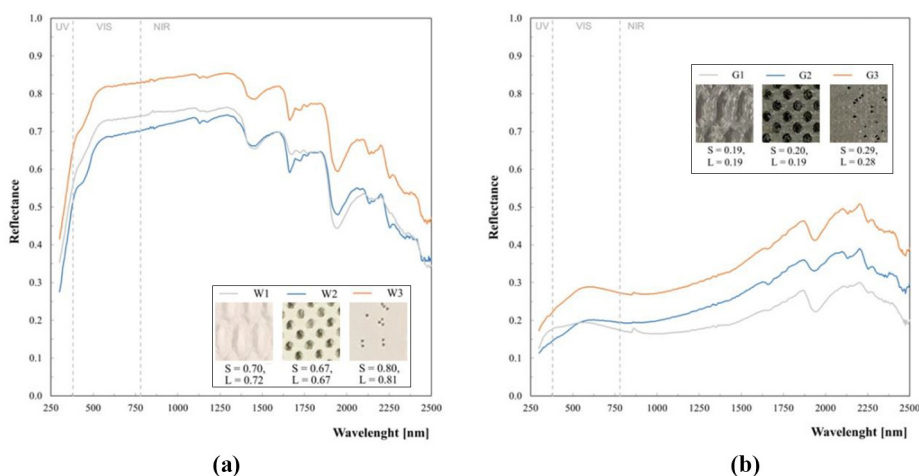 UV VIS NIR
1.0
0.9
0.8
0.7
0.6
0.5
0.4
0.3
0.2
0.1
0.0
Reflectance
W1 W2 W3
S = 0.70, S = 0.67, S = 0.80,
L = 0.72 L = 0.67 L = 0.81
250 500 750 1000 1250 1500 1750 2000 2250 2500
Wavelenght [nm]
(a)
UV VIS NIR
1.0
0.9
0.8
0.7
0.6
0.5
0.4
0.3
0.2
0.1
0.0
Reflectance
G1 G2 G3
S = 0.19, S = 0.20, S = 0.29,
L = 0.19 L = 0.19 L = 0.28
250 500 750 1000 1250 1500 1750 2000 2250 2500
Wavelenght [nm]
(b)